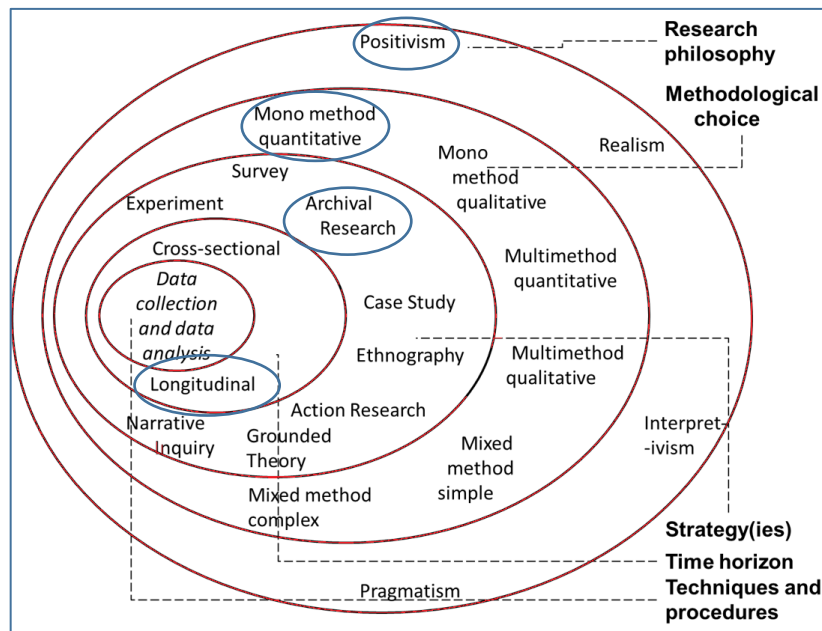 Positivism
Research
philosophy
Methodological
choice
Mono method
quantitative
Realism
Mono
method
qualitative
Survey
Experiment
Archival
Research
Cross-sectional
Multimethod
quantitative
Data
collection
and data
analysis
Case Study
Ethnography
Multimethod
qualitative
Longitudinal
Action Research
Narrative
Inquiry
Grounded
Theory
Interpret-
-ivism
Mixed
method
simple
Mixed method
complex
Strategy(ies)
Time horizon
Pragmatism
Techniques and
procedures